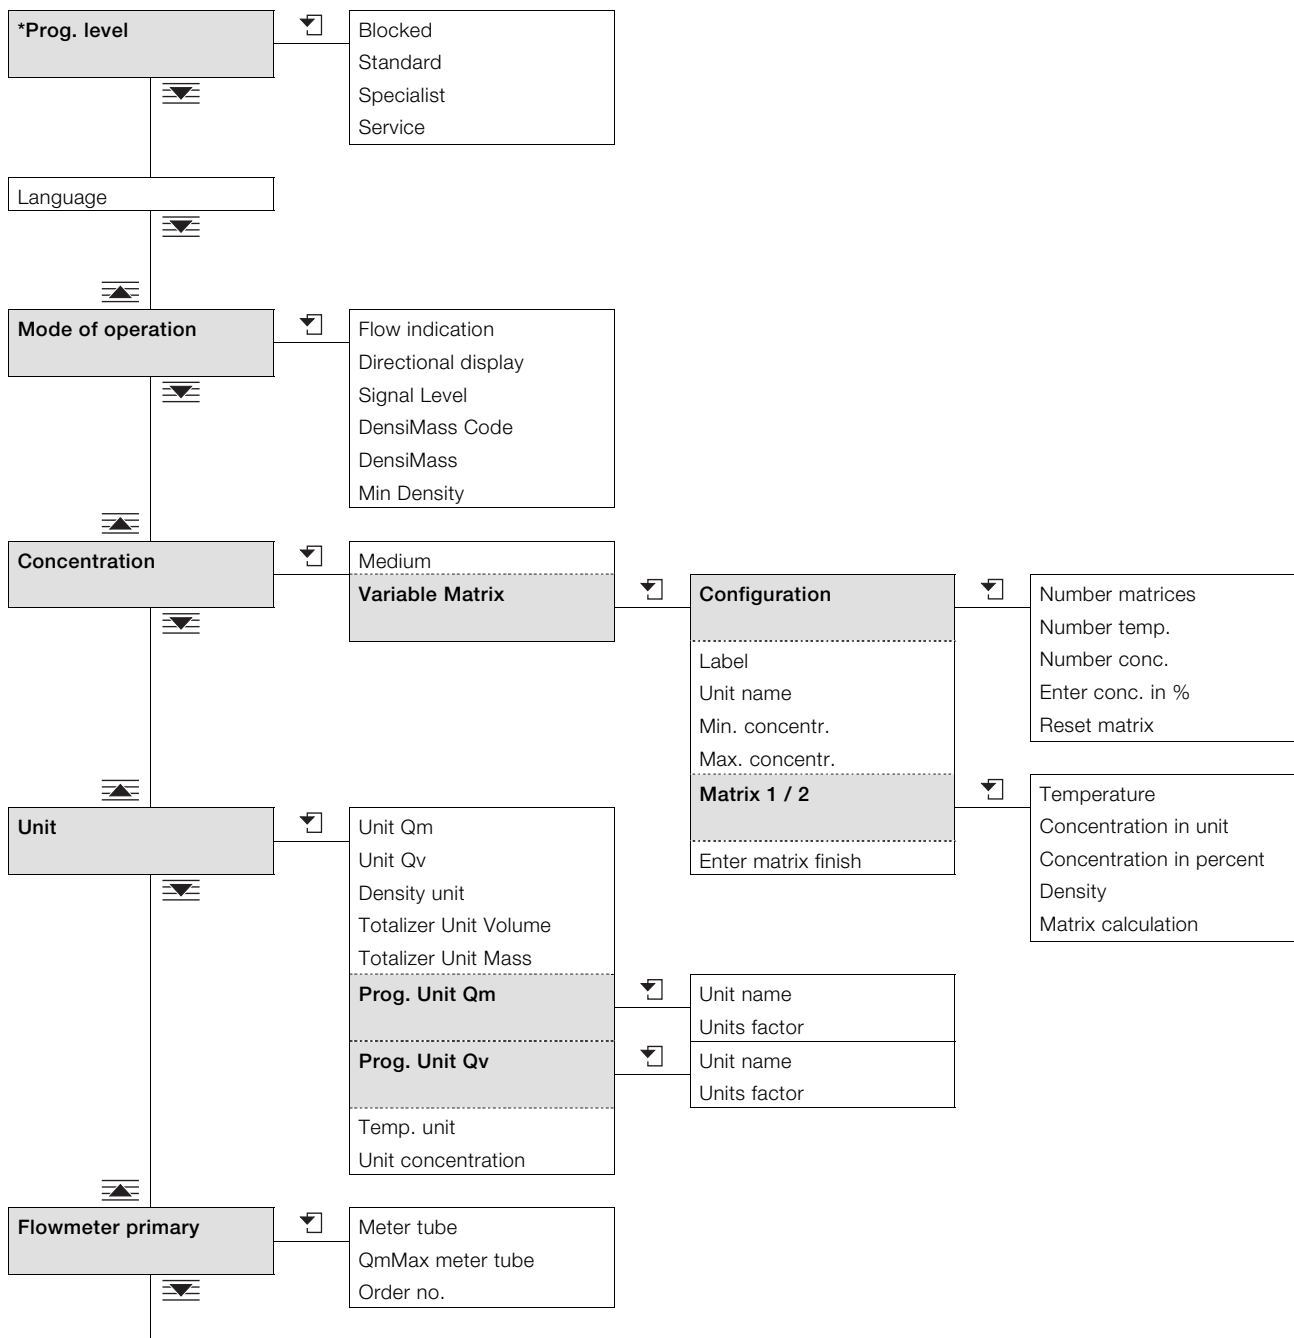 *Prog. level
Blocked
Standard
Specialist
Service
Language
Mode of operation
Flow indication
Directional display
Signal Level
DensiMass Code
DensiMass
Min Density
Concentration
Medium
Variable Matrix
Configuration
Number matrices
Number temp.
Number conc.
Enter conc. in %
Reset matrix
Label
Unit name
Min. concentr.
Max. concentr.
Matrix 1 / 2
Temperature
Concentration in unit
Concentration in percent
Density
Matrix calculation
Enter matrix finish
Unit
Unit Qm
Unit Qv
Density unit
Totalizer Unit Volume
Totalizer Unit Mass
Prog. Unit Qm
Unit name
Units factor
Prog. Unit Qv
Unit name
Units factor
Temp. unit
Unit concentration
Flowmeter primary
Meter tube
QmMax meter tube
Order no.